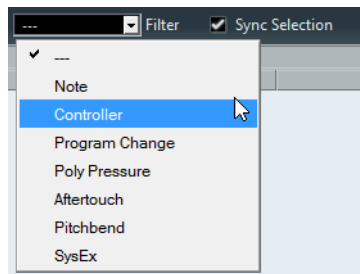 --- Filter Sync Selection
---
Note
Controller
Program Change
Poly Pressure
Aftertouch
Pitchbend
SysEx